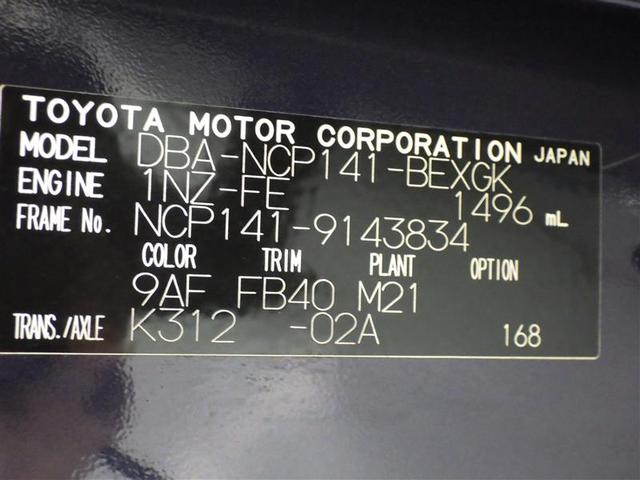 TOYOTA MOTOR CORPORATION JAPAN
MODEL DBA-NCP141-BEXGK
ENGINE 1NZ-FE 1496 mL
FRAME No. NCP141-9143834
COLOR TRIM PLANT OPTION
9AF FB40 M21
TRANS./AXLE K312 -02A 168